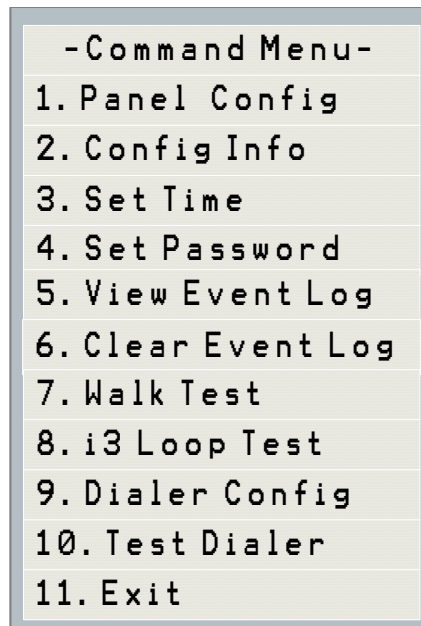 -Command Menu-
1. Panel Config
2. Config Info
3. Set Time
4. Set Password
5. View Event Log
6. Clear Event Log
7. Walk Test
8. i3 Loop Test
9. Dialer Config
10. Test Dialer
11. Exit